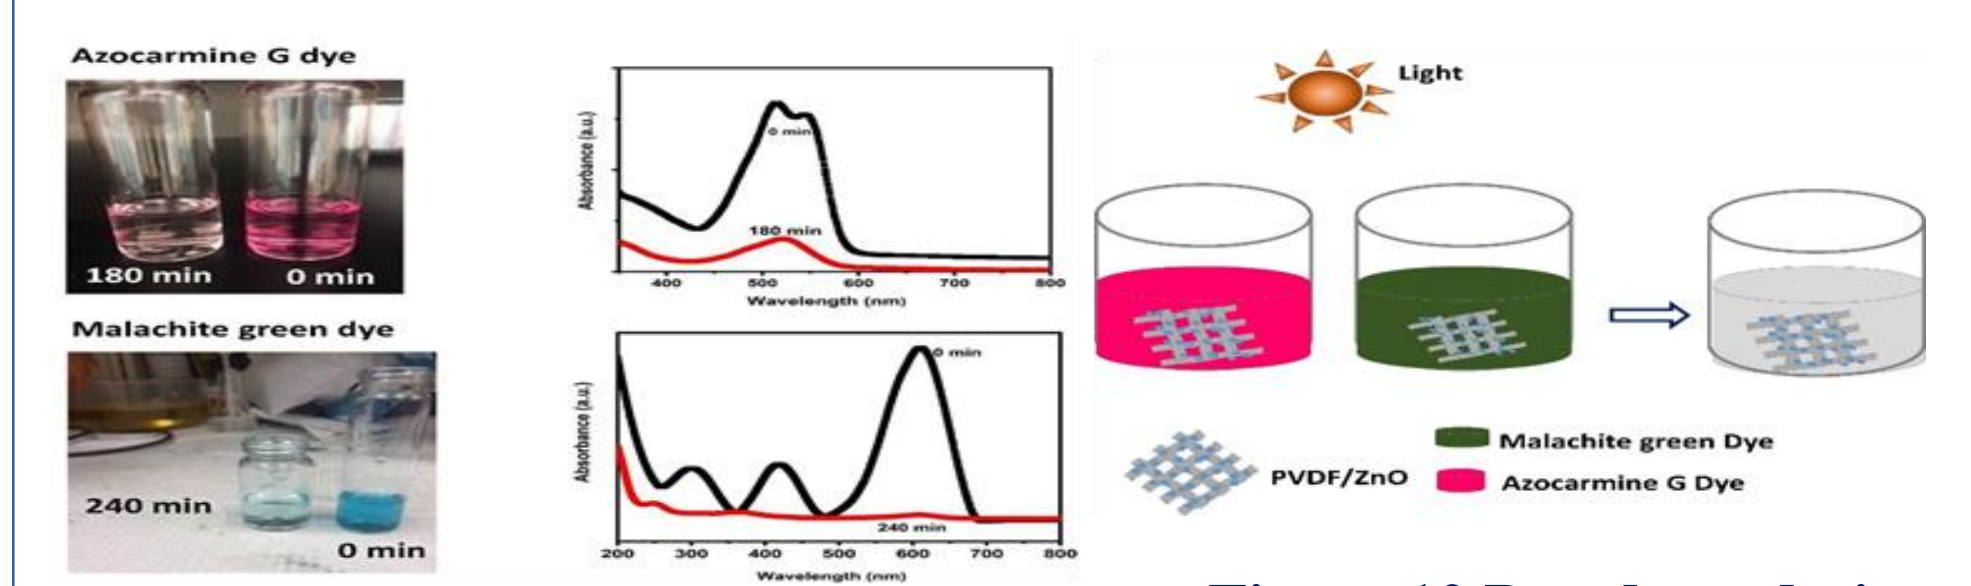 Azocarmine G dye
180 min
0 min
Malachite green dye
240 min
0 min
Absorbance (a.u.)
0 min
180 min
400 500 600 700 800
Wavelength (nm)
Absorbance (a.u.)
0 min
240 min
200 300 400 500 600 700 800
Wavelength (nm)
Light
PVDF/ZnO
Malachite green Dye
Azocarmine G Dye